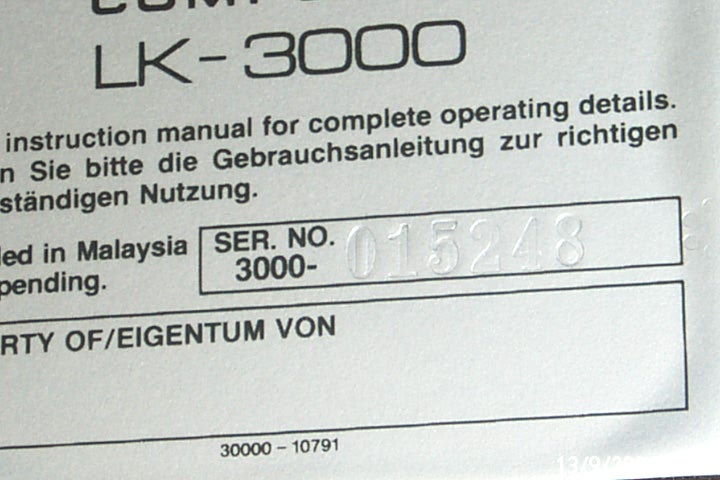 LK-3000
instruction manual for complete operating details.
n Sie bitte die Gebrauchsanleitung zur richtigen
ständigen Nutzung.
led in Malaysia
pending.
SER. NO.
3000- 015248
RTY OF/EIGENTUM VON
30000 - 10791